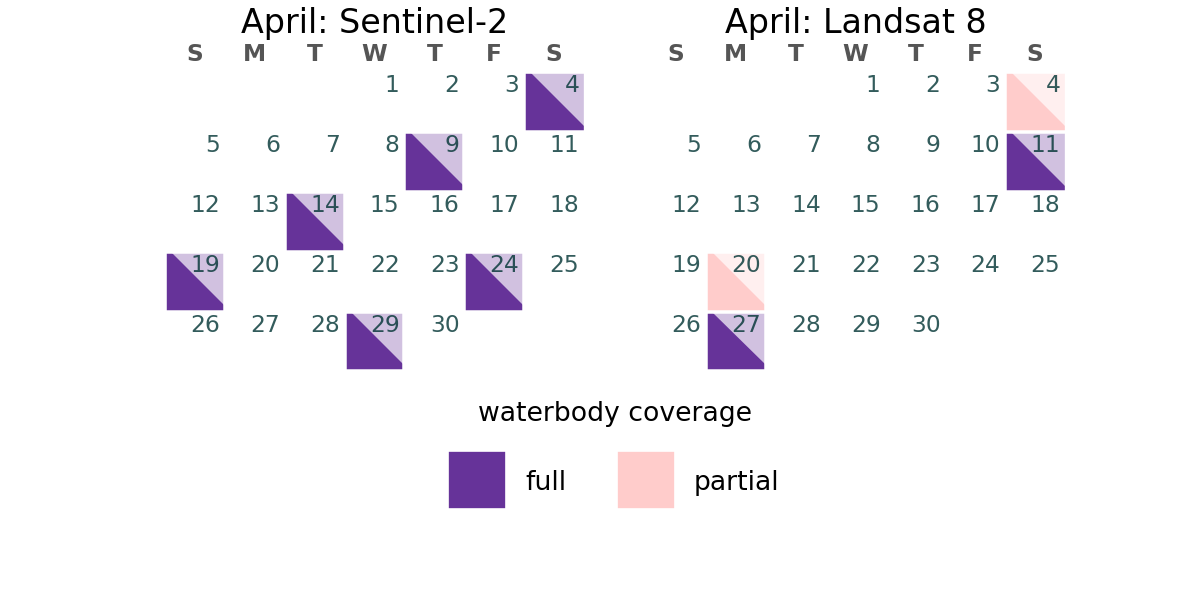 April: Sentinel-2
S M T W T F S
1 2 3 4
5 6 7 8 9 10 11
12 13 14 15 16 17 18
19 20 21 22 23 24 25
26 27 28 29 30
April: Landsat 8
S M T W T F S
1 2 3 4
5 6 7 8 9 10 11
12 13 14 15 16 17 18
19 20 21 22 23 24 25
26 27 28 29 30
waterbody coverage
full
partial